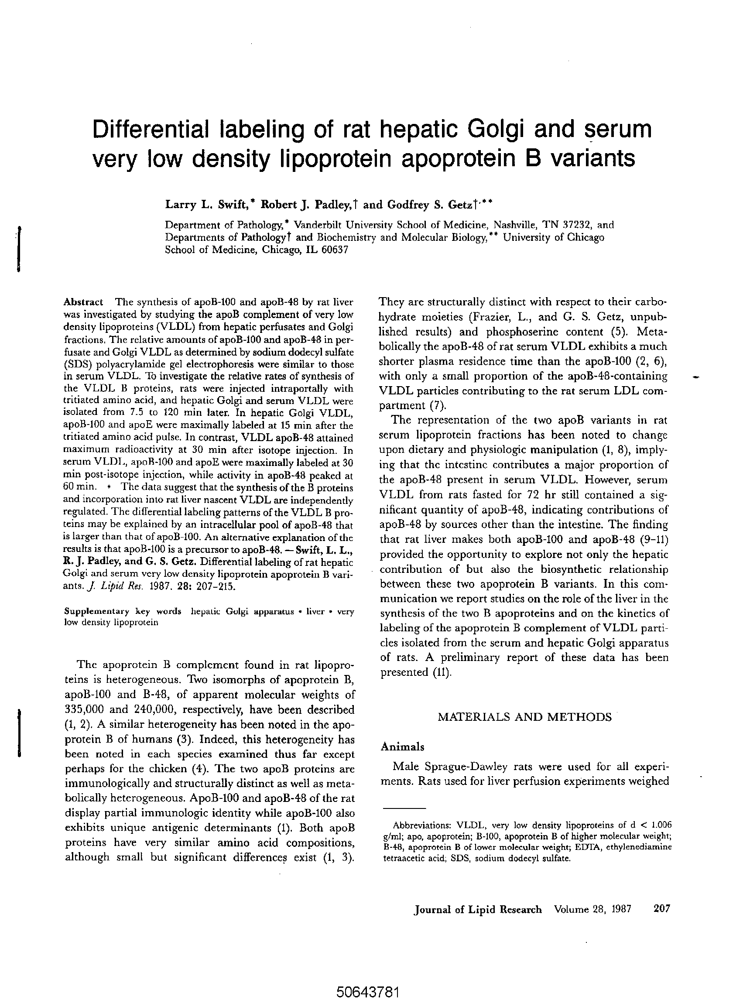 Differential labeling of rat hepatic Golgi and serum
very low density lipoprotein apoprotein B variants
Larry L. Swift,* Robert J. Padley,† and Godfrey S. Getz†,**
Department of Pathology,* Vanderbilt University School of Medicine, Nashville, TN 37232, and
Departments of Pathology† and Biochemistry and Molecular Biology,** University of Chicago
School of Medicine, Chicago, IL 60637
Abstract The synthesis of apoB-100 and apoB-48 by rat liver
was investigated by studying the apoB complement of very low
density lipoproteins (VLDL) from hepatic perfusates and Golgi
fractions. The relative amounts of apoB-100 and apoB-48 in per-
fusate and Golgi VLDL as determined by sodium dodecyl sulfate
(SDS) polyacrylamide gel electrophoresis were similar to those
in serum VLDL. To investigate the relative rates of synthesis of
the VLDL B proteins, rats were injected intraportally with
tritiated amino acid, and hepatic Golgi and serum VLDL were
isolated from 7.5 to 120 min later. In hepatic Golgi VLDL,
apoB-100 and apoE were maximally labeled at 15 min after the
tritiated amino acid pulse. In contrast, VLDL apoB-48 attained
maximum radioactivity at 30 min after isotope injection. In
serum VLDL, apoB-100 and apoE were maximally labeled at 30
min post-isotope injection, while activity in apoB-48 peaked at
60 min. • The data suggest that the synthesis of the B proteins
and incorporation into rat liver nascent VLDL are independently
regulated. The differential labeling patterns of the VLDL B pro-
teins may be explained by an intracellular pool of apoB-48 that
is larger than that of apoB-100. An alternative explanation of the
results is that apoB-100 is a precursor to apoB-48. — Swift, L. L.,
R. J. Padley, and G. S. Getz. Differential labeling of rat hepatic
Golgi and serum very low density lipoprotein apoprotein B vari-
ants. J. Lipid Res. 1987. 28: 207–215.
Supplementary key words hepatic Golgi apparatus • liver • very
low density lipoprotein
The apoprotein B complement found in rat lipopro-
teins is heterogeneous. Two isomorphs of apoprotein B,
apoB-100 and B-48, of apparent molecular weights of
335,000 and 240,000, respectively, have been described
(1, 2). A similar heterogeneity has been noted in the apo-
protein B of humans (3). Indeed, this heterogeneity has
been noted in each species examined thus far except
perhaps for the chicken (4). The two apoB proteins are
immunologically and structurally distinct as well as meta-
bolically heterogeneous. ApoB-100 and apoB-48 of the rat
display partial immunologic identity while apoB-100 also
exhibits unique antigenic determinants (1). Both apoB
proteins have very similar amino acid compositions,
although small but significant differences exist (1, 3).
They are structurally distinct with respect to their carbo-
hydrate moieties (Frazier, L., and G. S. Getz, unpub-
lished results) and phosphoserine content (5). Meta-
bolically the apoB-48 of rat serum VLDL exhibits a much
shorter plasma residence time than the apoB-100 (2, 6),
with only a small proportion of the apoB-48-containing
VLDL particles contributing to the rat serum LDL com-
partment (7).
The representation of the two apoB variants in rat
serum lipoprotein fractions has been noted to change
upon dietary and physiologic manipulation (1, 8), imply-
ing that the intestine contributes a major proportion of
the apoB-48 present in serum VLDL. However, serum
VLDL from rats fasted for 72 hr still contained a sig-
nificant quantity of apoB-48, indicating contributions of
apoB-48 by sources other than the intestine. The finding
that rat liver makes both apoB-100 and apoB-48 (9–11)
provided the opportunity to explore not only the hepatic
contribution of but also the biosynthetic relationship
between these two apoprotein B variants. In this com-
munication we report studies on the role of the liver in the
synthesis of the two B apoproteins and on the kinetics of
labeling of the apoprotein B complement of VLDL parti-
cles isolated from the serum and hepatic Golgi apparatus
of rats. A preliminary report of these data has been
presented (11).
MATERIALS AND METHODS
Animals
Male Sprague-Dawley rats were used for all experi-
ments. Rats used for liver perfusion experiments weighed
Abbreviations: VLDL, very low density lipoproteins of d < 1.006
g/ml; apo, apoprotein; B-100, apoprotein B of higher molecular weight;
B-48, apoprotein B of lower molecular weight; EDTA, ethylenediamine
tetraacetic acid; SDS, sodium dodecyl sulfate.
Journal of Lipid Research Volume 28, 1987 207
50643781